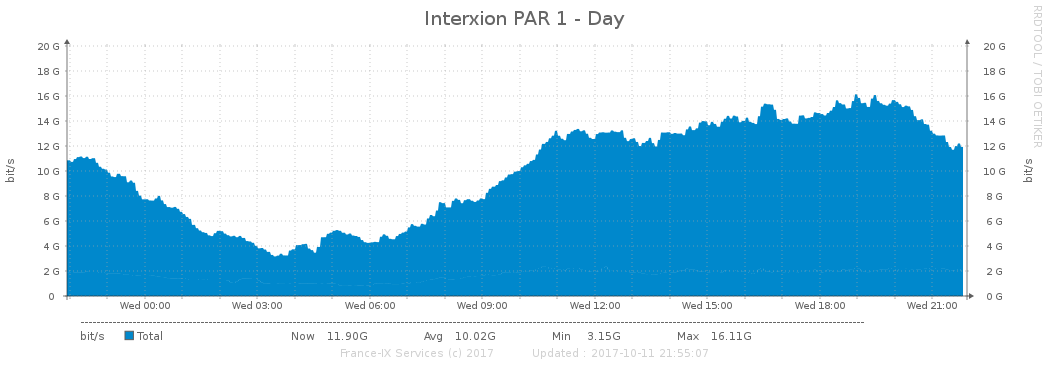 Interxion PAR 1 - Day
RRDTOOL / TOBI OETIKER
bit/s
20 G 20 G
18 G 18 G
16 G 16 G
14 G 14 G
12 G 12 G
10 G 10 G
8 G 8 G
6 G 6 G
4 G 4 G
2 G 2 G
0 0 G
bit/s
Wed 00:00 Wed 03:00 Wed 06:00 Wed 09:00 Wed 12:00 Wed 15:00 Wed 18:00 Wed 21:00
bit/s Total Now 11.90G Avg 10.02G Min 3.15G Max 16.11G
France-IX Services (c) 2017 Updated : 2017-10-11 21:55:07